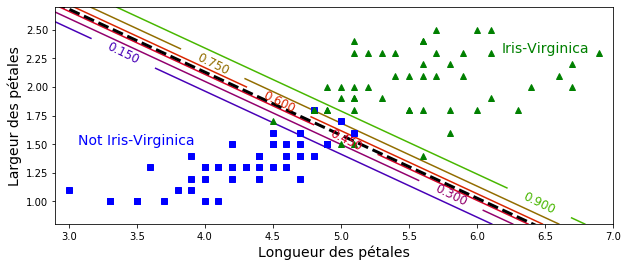 2.50
2.25
2.00
1.75
1.50
1.25
1.00
Largeur des pétales
Iris-Virginica
Not Iris-Virginica
0.150
0.750
0.600
0.450
0.300
0.900
3.0 3.5 4.0 4.5 5.0 5.5 6.0 6.5 7.0
Longueur des pétales